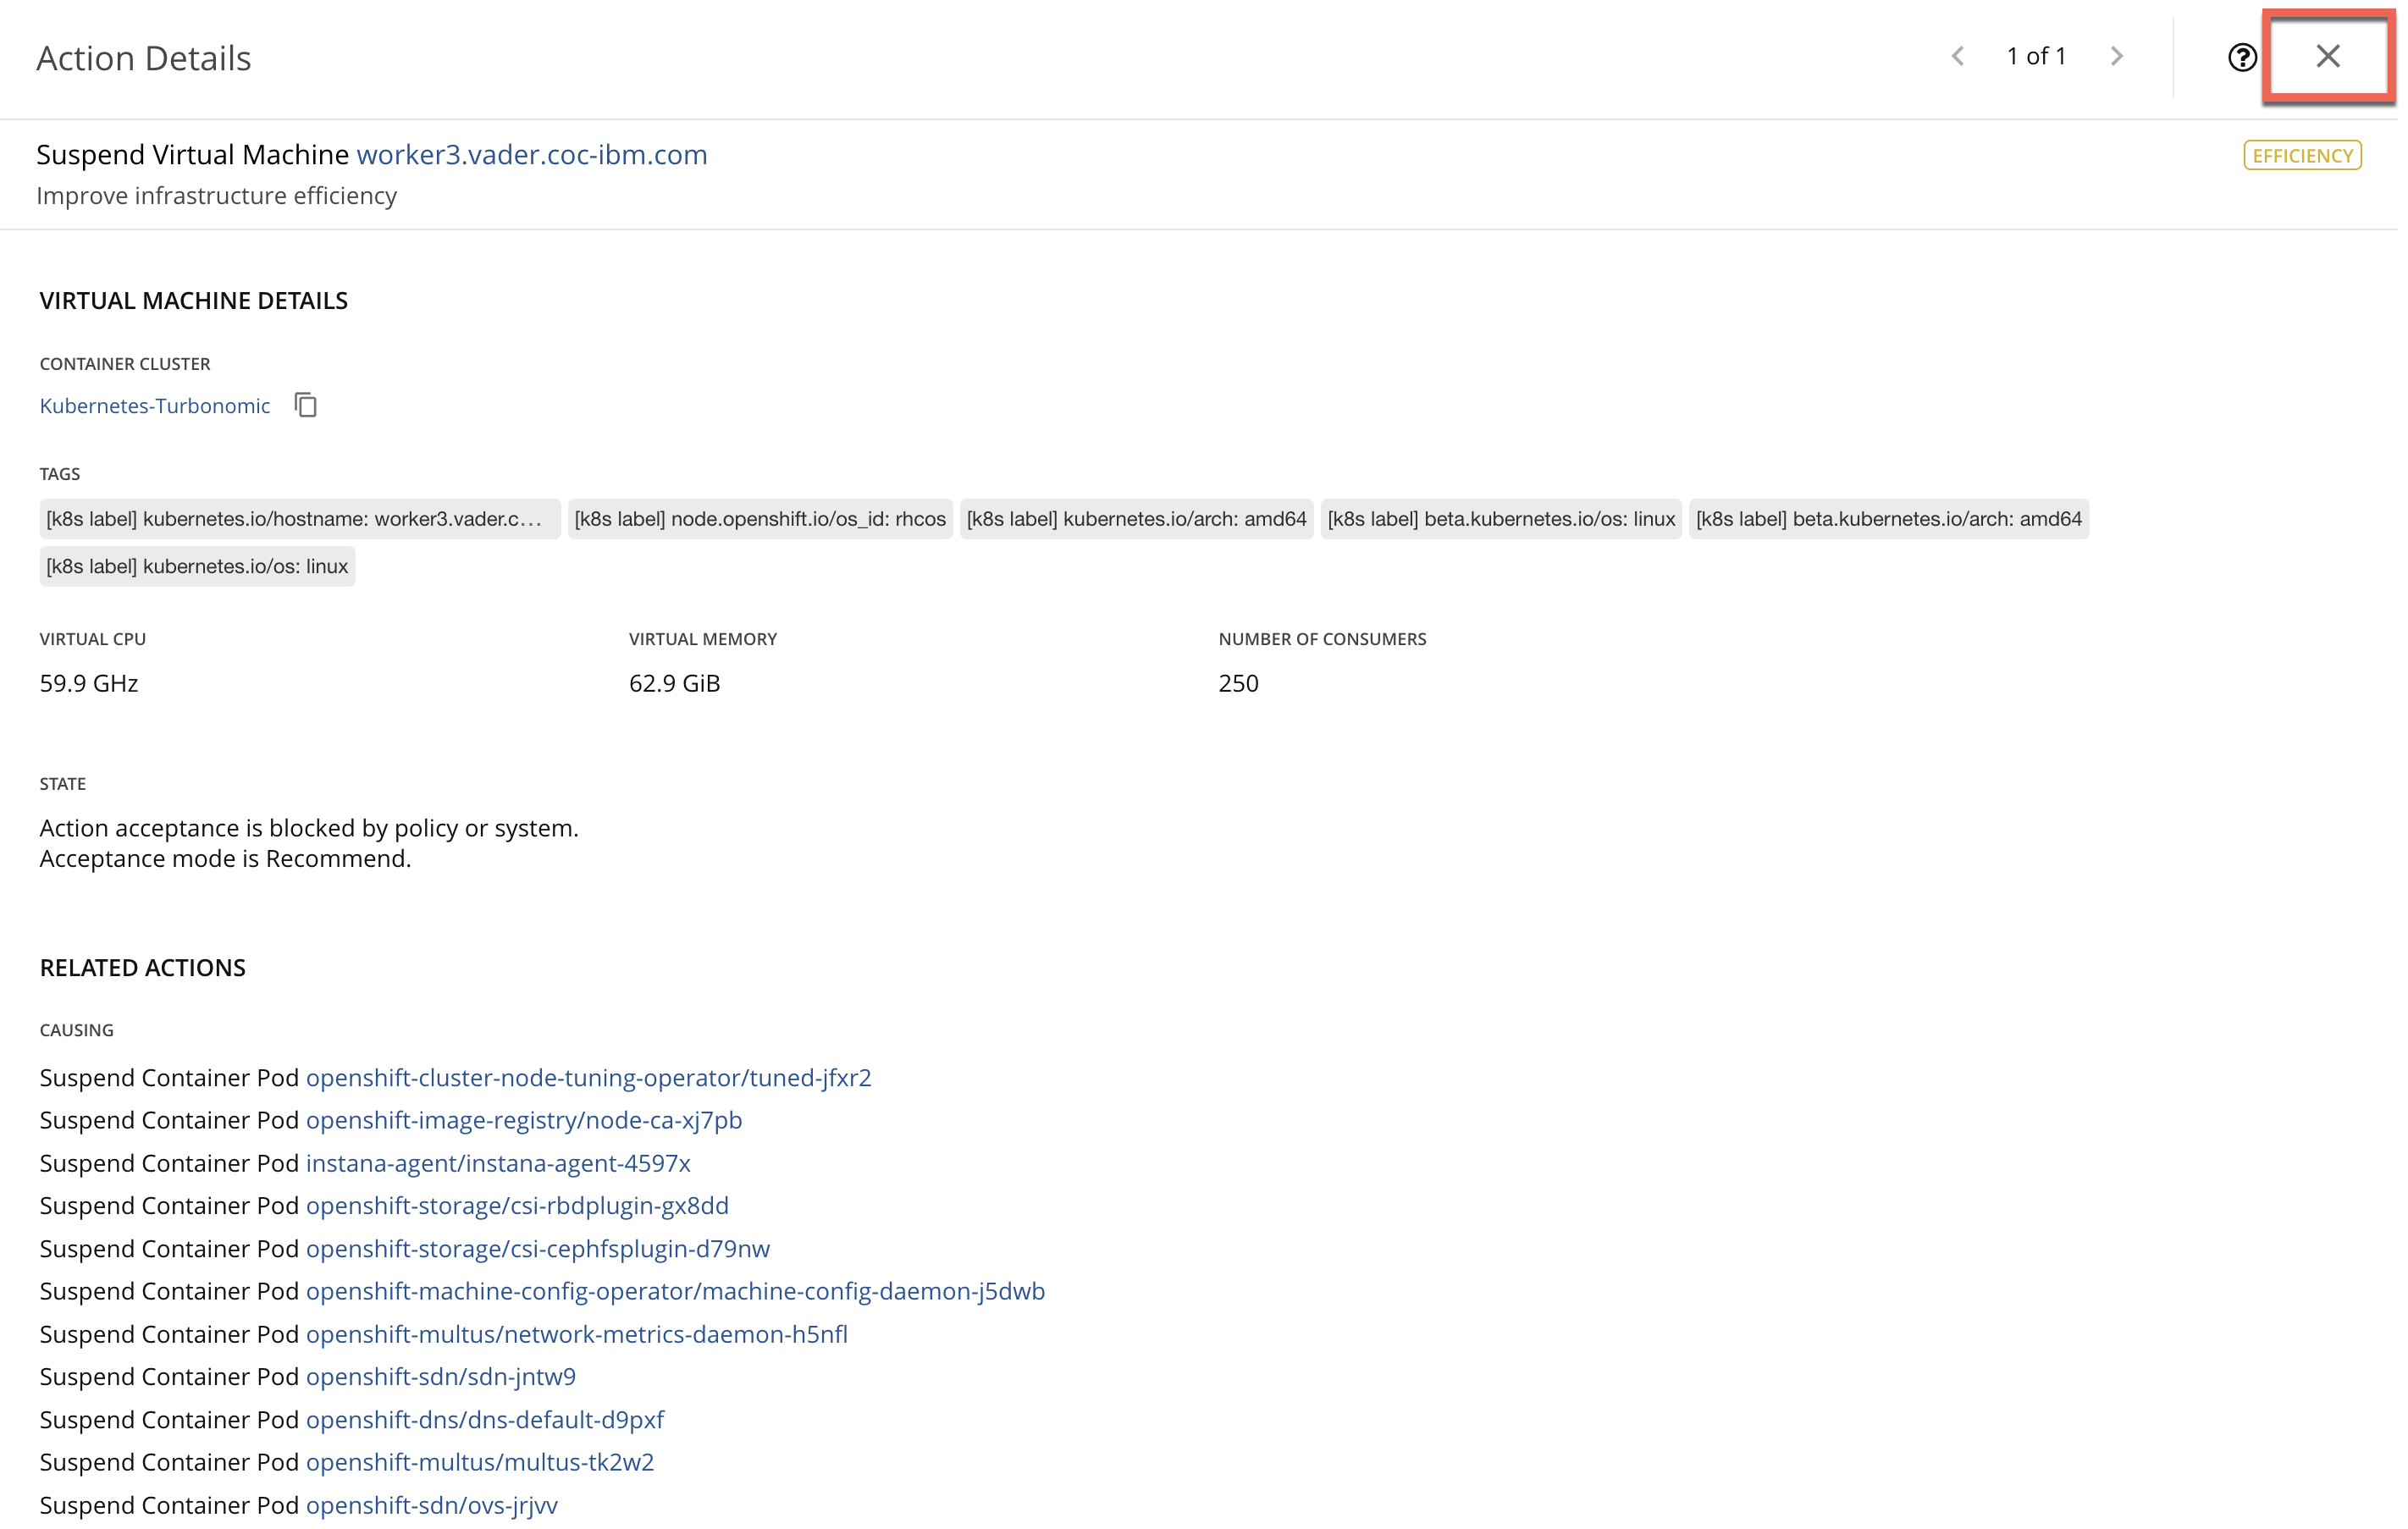 Action Details
1 of 1
Suspend Virtual Machine worker3.vader.coc-ibm.com
EFFICIENCY
Improve infrastructure efficiency
VIRTUAL MACHINE DETAILS
CONTAINER CLUSTER
Kubernetes-Turbonomic
TAGS
[k8s label] kubernetes.io/hostname: worker3.vader.c... [k8s label] node.openshift.io/os_id: rhcos [k8s label] kubernetes.io/arch: amd64 [k8s label] beta.kubernetes.io/os: linux [k8s label] beta.kubernetes.io/arch: amd64
[k8s label] kubernetes.io/os: linux
VIRTUAL CPU VIRTUAL MEMORY NUMBER OF CONSUMERS
59.9 GHz 62.9 GiB 250
STATE
Action acceptance is blocked by policy or system.
Acceptance mode is Recommend.
RELATED ACTIONS
CAUSING
Suspend Container Pod openshift-cluster-node-tuning-operator/tuned-jfxr2
Suspend Container Pod openshift-image-registry/node-ca-xj7pb
Suspend Container Pod instana-agent/instana-agent-4597x
Suspend Container Pod openshift-storage/csi-rbdplugin-gx8dd
Suspend Container Pod openshift-storage/csi-cephfsplugin-d79nw
Suspend Container Pod openshift-machine-config-operator/machine-config-daemon-j5dwb
Suspend Container Pod openshift-multus/network-metrics-daemon-h5nfl
Suspend Container Pod openshift-sdn/sdn-jntw9
Suspend Container Pod openshift-dns/dns-default-d9pxf
Suspend Container Pod openshift-multus/multus-tk2w2
Suspend Container Pod openshift-sdn/ovs-jrjvv